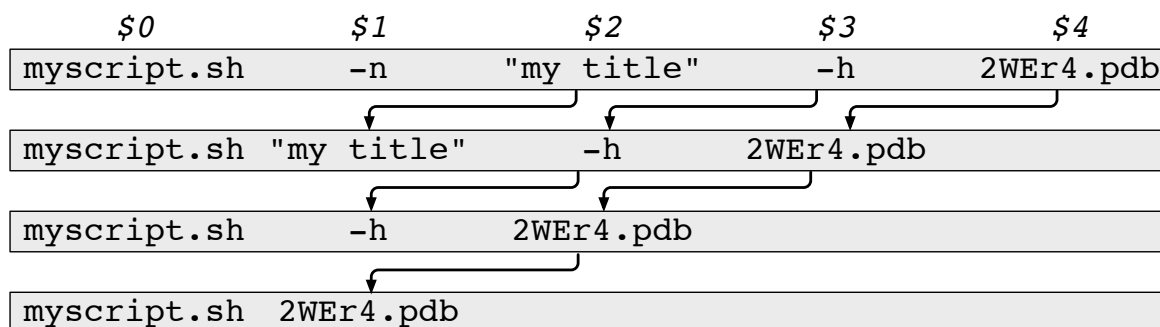 $0 $1 $2 $3 $4
myscript.sh -n "my title" -h 2WEr4.pdb
myscript.sh "my title" -h 2WEr4.pdb
myscript.sh -h 2WEr4.pdb
myscript.sh 2WEr4.pdb